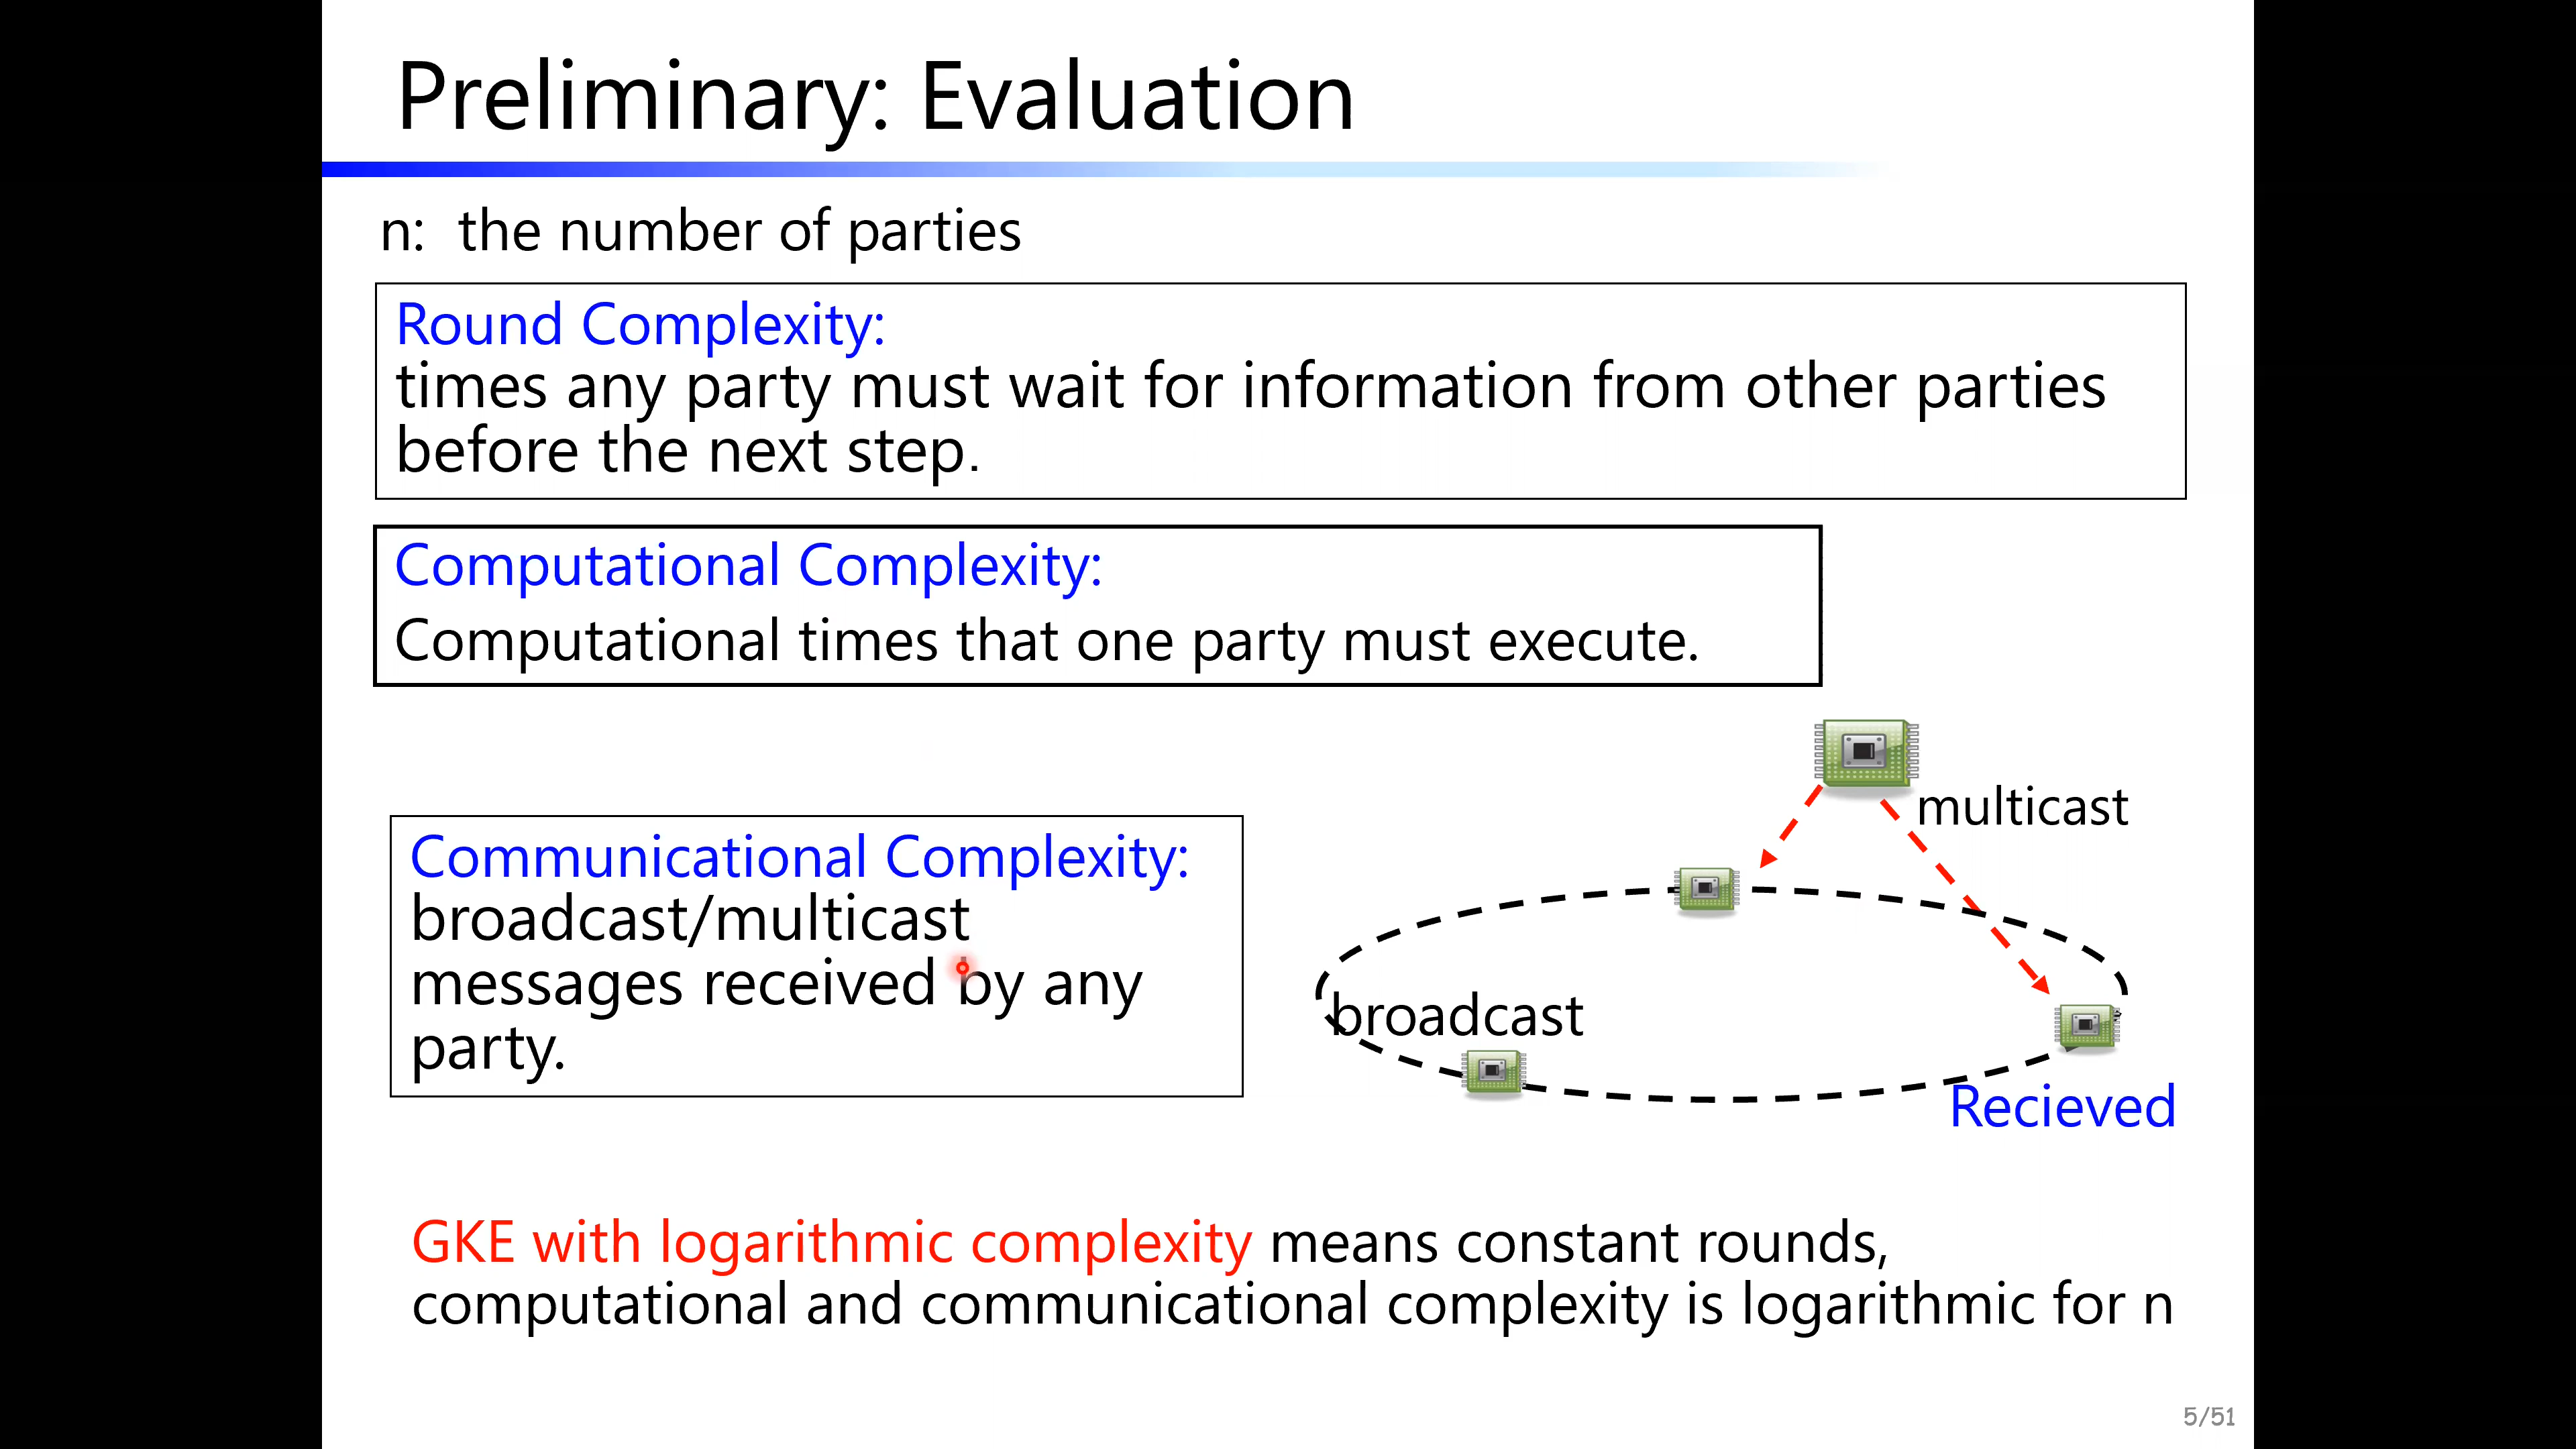 Preliminary: Evaluation
n: the number of parties
Round Complexity:
times any party must wait for information from other parties
before the next step.
Computational Complexity:
Computational times that one party must execute.
multicast
Communicational Complexity:
broadcast/multicast
messages received by any
party.
broadcast
Recieved
GKE with logarithmic complexity means constant rounds,
computational and communicational complexity is logarithmic for n
5/51